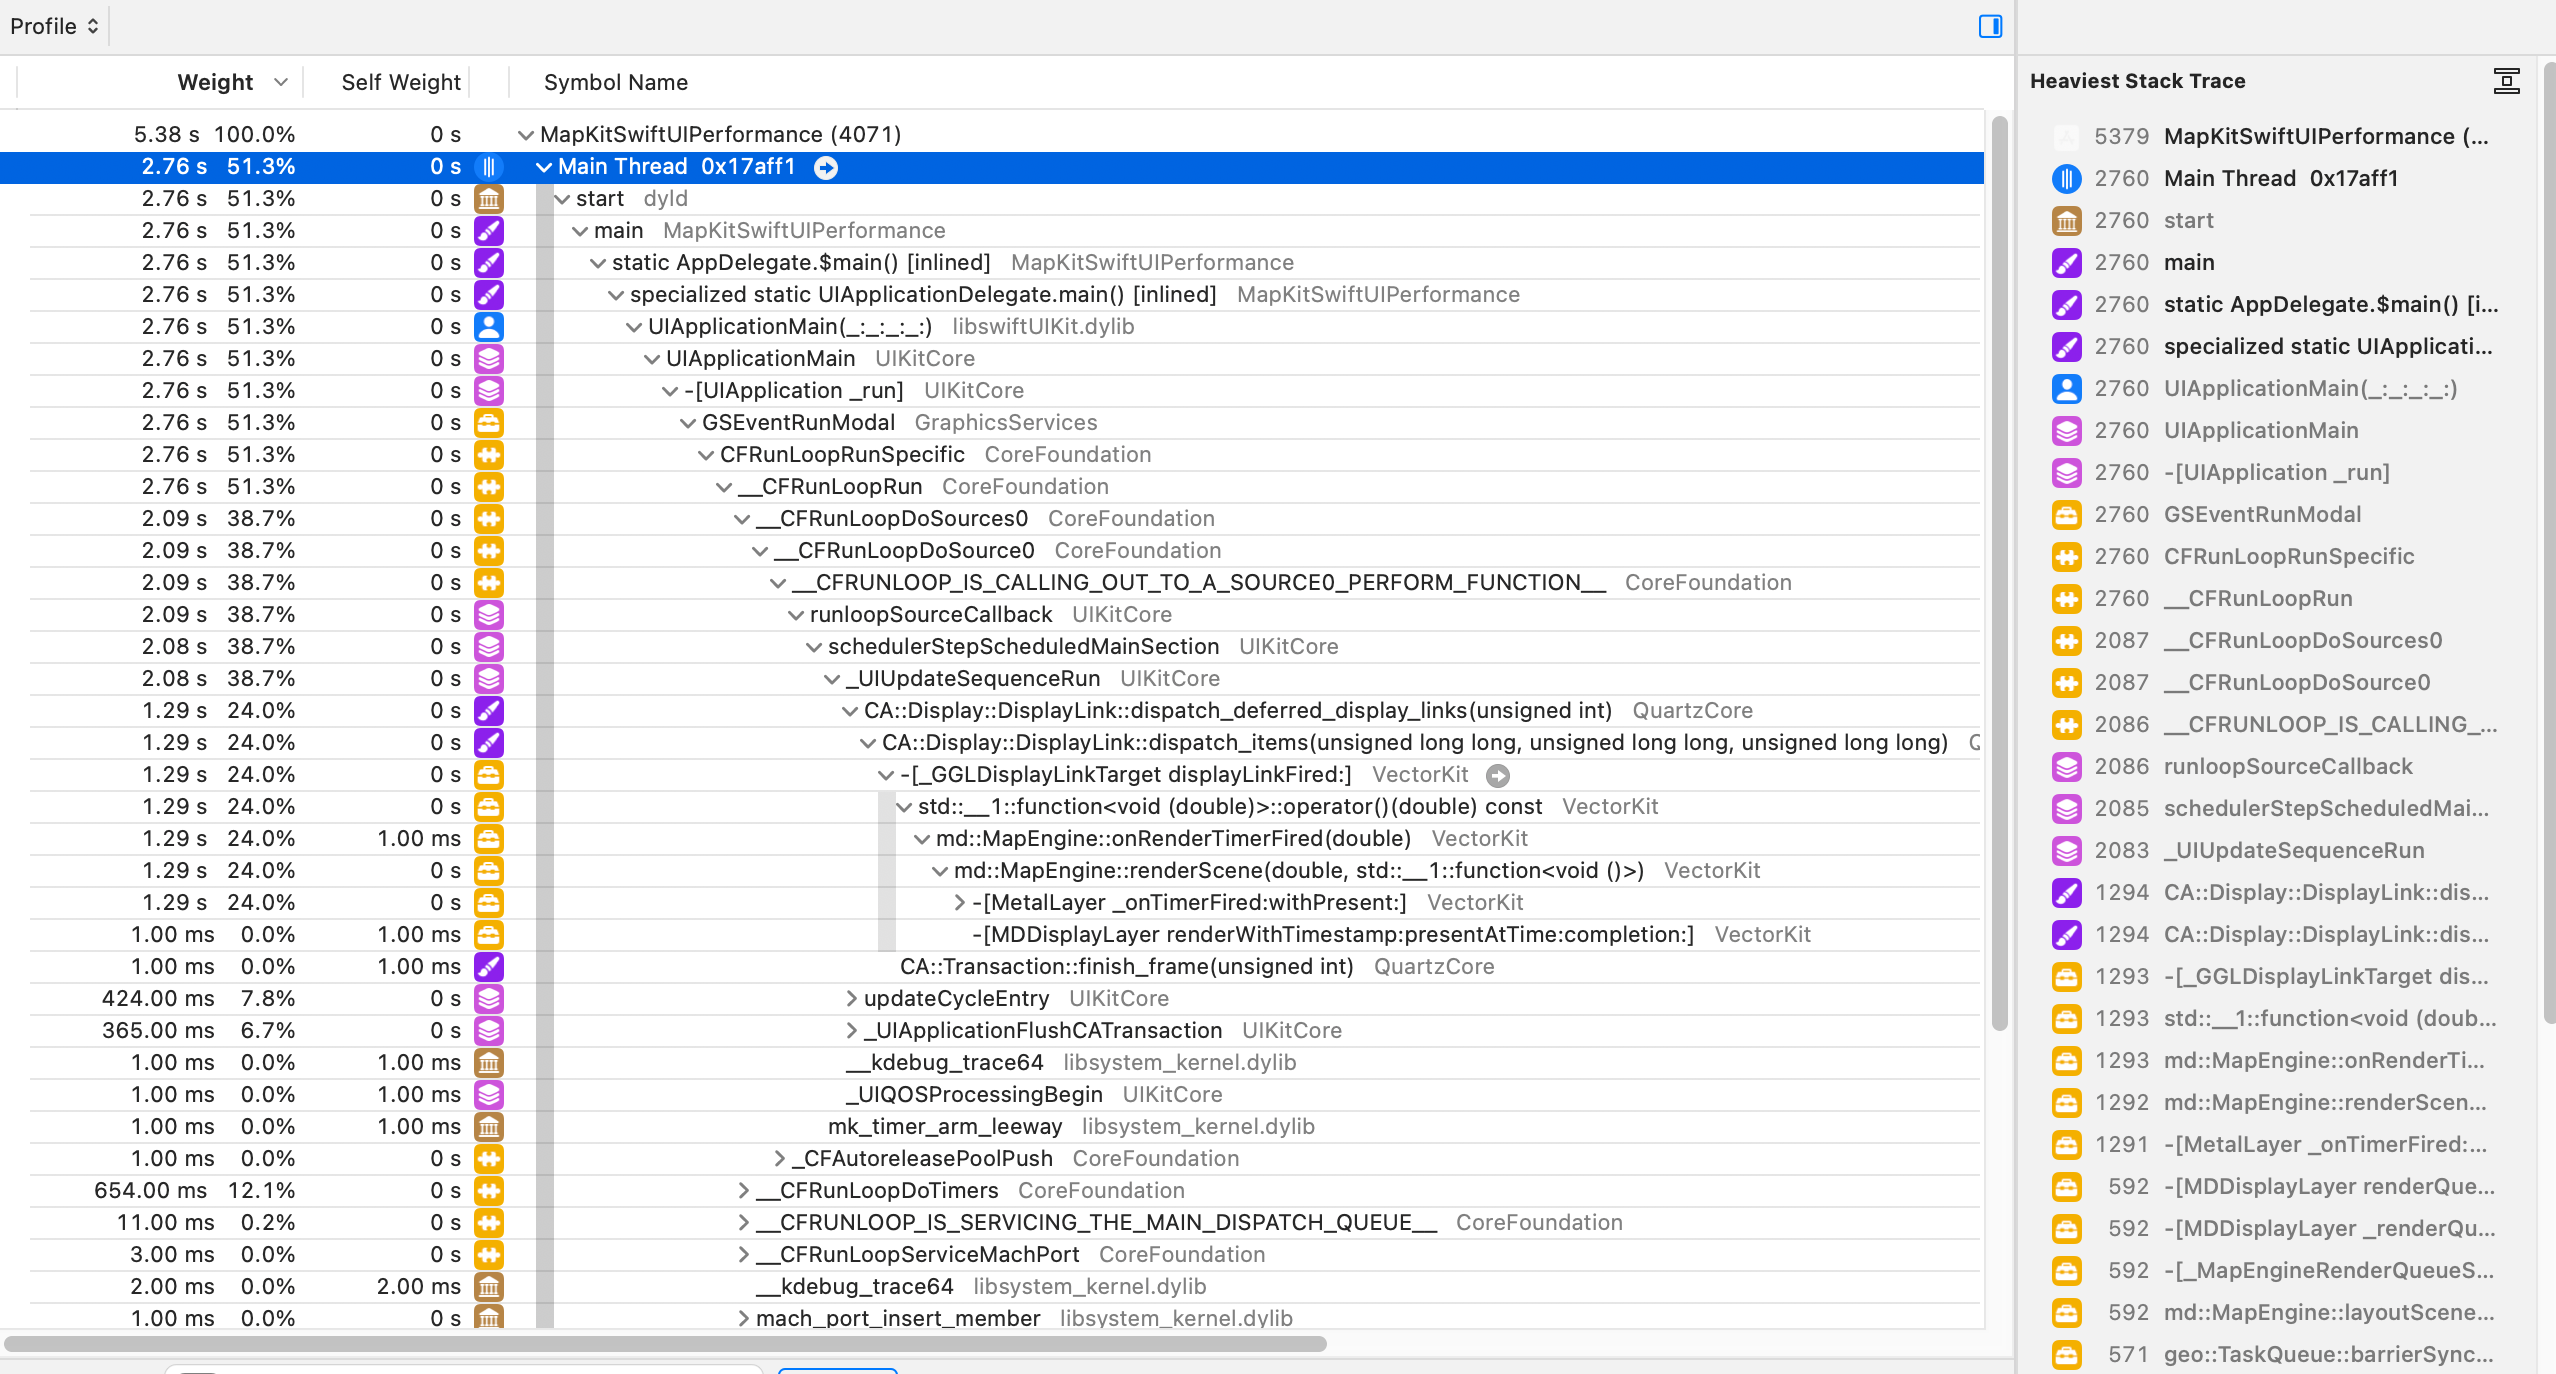 Profile
Weight Self Weight Symbol Name
5.38 s 100.0% 0 s MapKitSwiftUIPerformance (4071)
2.76 s 51.3% 0 s Main Thread 0x17aff1
2.76 s 51.3% 0 s start dyld
2.76 s 51.3% 0 s main MapKitSwiftUIPerformance
2.76 s 51.3% 0 s static AppDelegate.$main() [inlined] MapKitSwiftUIPerformance
2.76 s 51.3% 0 s specialized static UIApplicationDelegate.main() [inlined] MapKitSwiftUIPerformance
2.76 s 51.3% 0 s UIApplicationMain(_:_:_:_:) libswiftUIKit.dylib
2.76 s 51.3% 0 s UIApplicationMain UIKitCore
2.76 s 51.3% 0 s -[UIApplication _run] UIKitCore
2.76 s 51.3% 0 s GSEventRunModal GraphicsServices
2.76 s 51.3% 0 s CFRunLoopRunSpecific CoreFoundation
2.76 s 51.3% 0 s __CFRunLoopRun CoreFoundation
2.09 s 38.7% 0 s __CFRunLoopDoSources0 CoreFoundation
2.09 s 38.7% 0 s __CFRunLoopDoSource0 CoreFoundation
2.09 s 38.7% 0 s __CFRUNLOOP_IS_CALLING_OUT_TO_A_SOURCE0_PERFORM_FUNCTION__ CoreFoundation
2.09 s 38.7% 0 s runloopSourceCallback UIKitCore
2.08 s 38.7% 0 s schedulerStepScheduledMainSection UIKitCore
2.08 s 38.7% 0 s _UIUpdateSequenceRun UIKitCore
1.29 s 24.0% 0 s CA::Display::DisplayLink::dispatch_deferred_display_links(unsigned int) QuartzCore
1.29 s 24.0% 0 s CA::Display::DisplayLink::dispatch_items(unsigned long long, unsigned long long, unsigned long long)
1.29 s 24.0% 0 s -[_GGLDisplayLinkTarget displayLinkFired:] VectorKit
1.29 s 24.0% 0 s std::__1::function<void (double)>::operator()(double) const VectorKit
1.29 s 24.0% 1.00 ms md::MapEngine::onRenderTimerFired(double) VectorKit
1.29 s 24.0% 0 s md::MapEngine::renderScene(double, std::__1::function<void ()>) VectorKit
1.29 s 24.0% 0 s -[MetalLayer _onTimerFired:withPresent:] VectorKit
1.00 ms 0.0% 1.00 ms -[MDDisplayLayer renderWithTimestamp:presentAtTime:completion:] VectorKit
1.00 ms 0.0% 1.00 ms CA::Transaction::finish_frame(unsigned int) QuartzCore
424.00 ms 7.8% 0 s updateCycleEntry UIKitCore
365.00 ms 6.7% 0 s _UIApplicationFlushCATransaction UIKitCore
1.00 ms 0.0% 1.00 ms __kdebug_trace64 libsystem_kernel.dylib
1.00 ms 0.0% 1.00 ms _UIQOSProcessingBegin UIKitCore
1.00 ms 0.0% 1.00 ms mk_timer_arm_leeway libsystem_kernel.dylib
1.00 ms 0.0% 0 s _CFAutoreleasePoolPush CoreFoundation
654.00 ms 12.1% 0 s __CFRunLoopDoTimers CoreFoundation
11.00 ms 0.2% 0 s __CFRUNLOOP_IS_SERVICING_THE_MAIN_DISPATCH_QUEUE__ CoreFoundation
3.00 ms 0.0% 0 s __CFRunLoopServiceMachPort CoreFoundation
2.00 ms 0.0% 2.00 ms __kdebug_trace64 libsystem_kernel.dylib
1.00 ms 0.0% 0 s mach_port_insert_member libsystem_kernel.dylib
Heaviest Stack Trace
5379 MapKitSwiftUIPerformance (...
2760 Main Thread 0x17aff1
2760 start
2760 main
2760 static AppDelegate.$main() [i...
2760 specialized static UIApplicati...
2760 UIApplicationMain(_:_:_:_:)
2760 UIApplicationMain
2760 -[UIApplication _run]
2760 GSEventRunModal
2760 CFRunLoopRunSpecific
2760 __CFRunLoopRun
2087 __CFRunLoopDoSources0
2087 __CFRunLoopDoSource0
2086 __CFRUNLOOP_IS_CALLING_...
2086 runloopSourceCallback
2085 schedulerStepScheduledMai...
2083 _UIUpdateSequenceRun
1294 CA::Display::DisplayLink::dis...
1294 CA::Display::DisplayLink::dis...
1293 -[_GGLDisplayLinkTarget dis...
1293 std::__1::function<void (doub...
1293 md::MapEngine::onRenderTi...
1292 md::MapEngine::renderScen...
1291 -[MetalLayer _onTimerFired:...
592 -[MDDisplayLayer renderQue...
592 -[MDDisplayLayer _renderQu...
592 -[_MapEngineRenderQueueS...
592 md::MapEngine::layoutScene...
571 geo::TaskQueue::barrierSync...